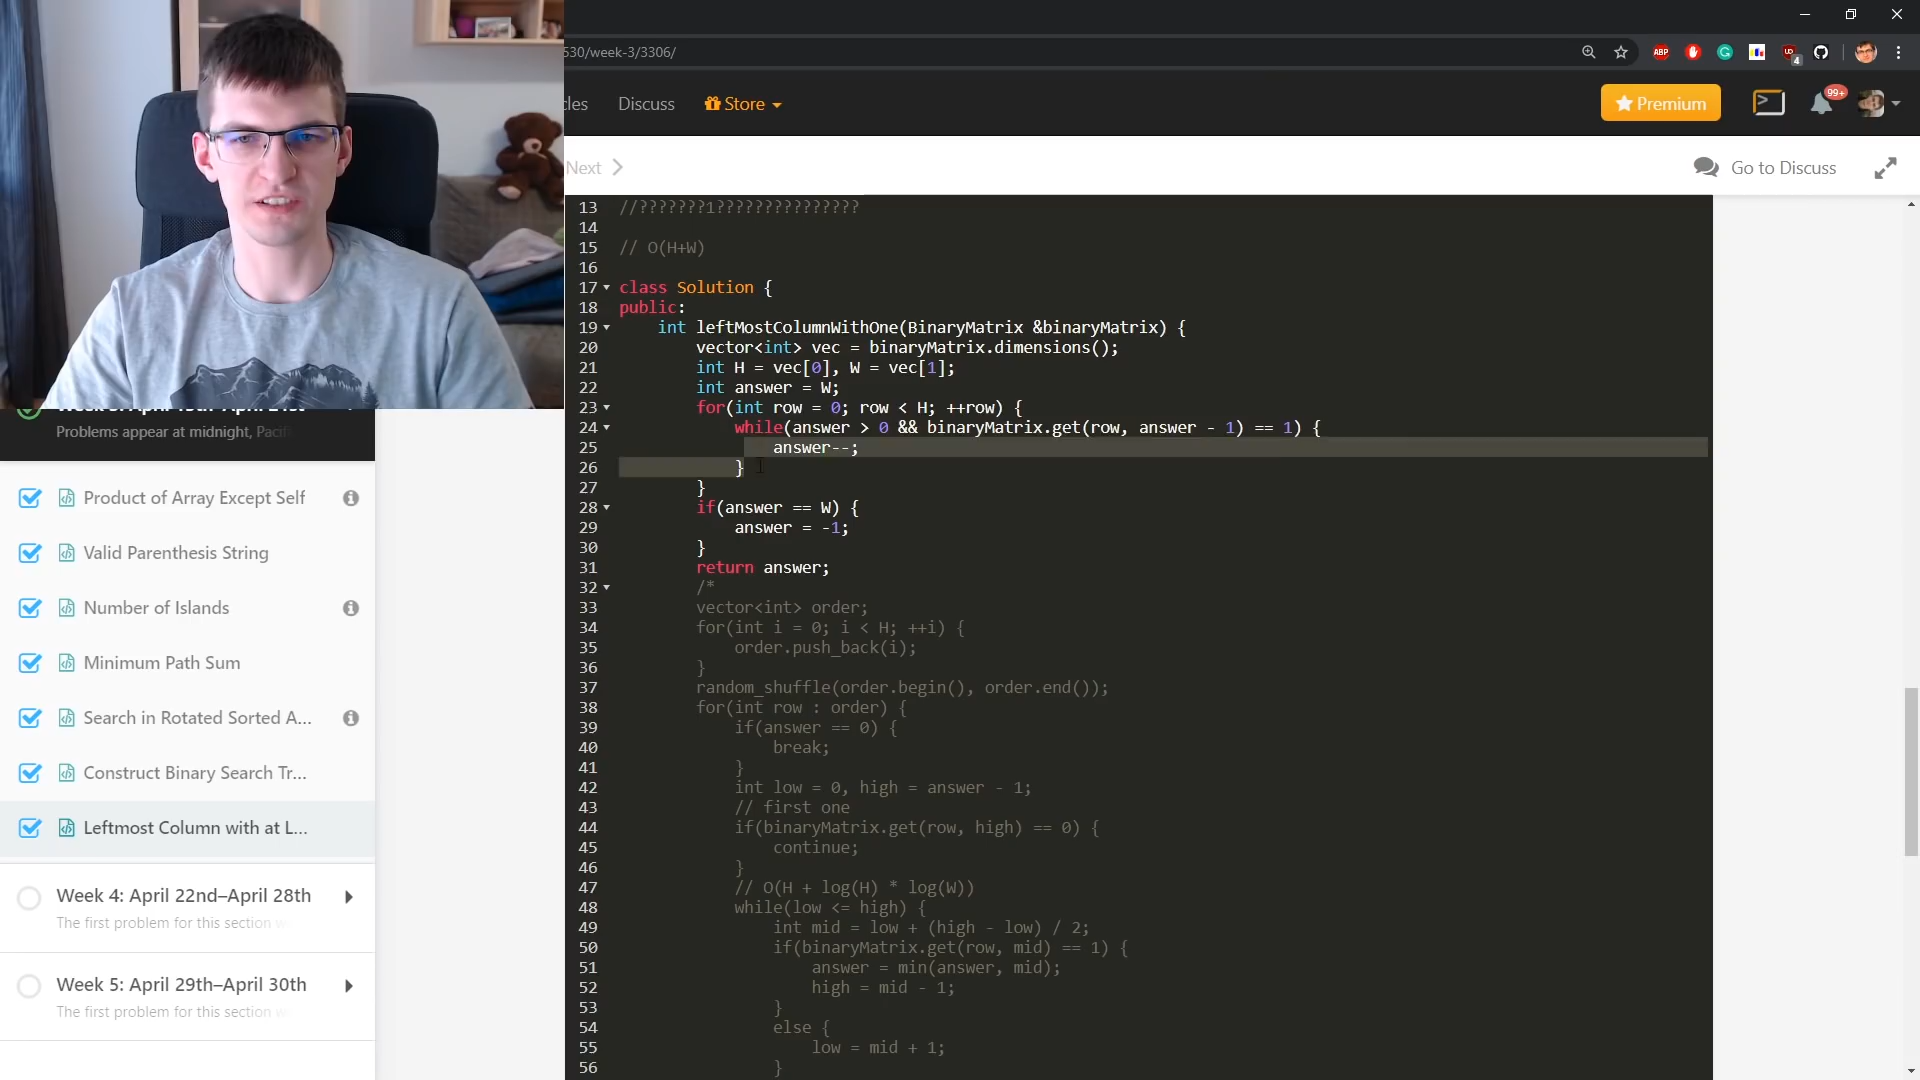 530/week-3/3306/
ABP
4
Discuss
Store
Premium
99+
Next
Go to Discuss
Problems appear at midnight, Pacifi
Product of Array Except Self
Valid Parenthesis String
Number of Islands
Minimum Path Sum
Search in Rotated Sorted A...
Construct Binary Search Tr...
Leftmost Column with at L...
Week 4: April 22nd–April 28th
The first problem for this section w
Week 5: April 29th–April 30th
The first problem for this section w
13 //???????1???????????????
14
15 // O(H+W)
16
17 class Solution {
18 public:
19 int leftMostColumnWithOne(BinaryMatrix &binaryMatrix) {
20 vector<int> vec = binaryMatrix.dimensions();
21 int H = vec[0], W = vec[1];
22 int answer = W;
23 for(int row = 0; row < H; ++row) {
24 while(answer > 0 && binaryMatrix.get(row, answer - 1) == 1) {
25 answer--;
26 }
27 }
28 if(answer == W) {
29 answer = -1;
30 }
31 return answer;
32 /*
33 vector<int> order;
34 for(int i = 0; i < H; ++i) {
35 order.push_back(i);
36 }
37 random_shuffle(order.begin(), order.end());
38 for(int row : order) {
39 if(answer == 0) {
40 break;
41 }
42 int low = 0, high = answer - 1;
43 // first one
44 if(binaryMatrix.get(row, high) == 0) {
45 continue;
46 }
47 // O(H + log(H) * log(W))
48 while(low <= high) {
49 int mid = low + (high - low) / 2;
50 if(binaryMatrix.get(row, mid) == 1) {
51 answer = min(answer, mid);
52 high = mid - 1;
53 }
54 else {
55 low = mid + 1;
56 }